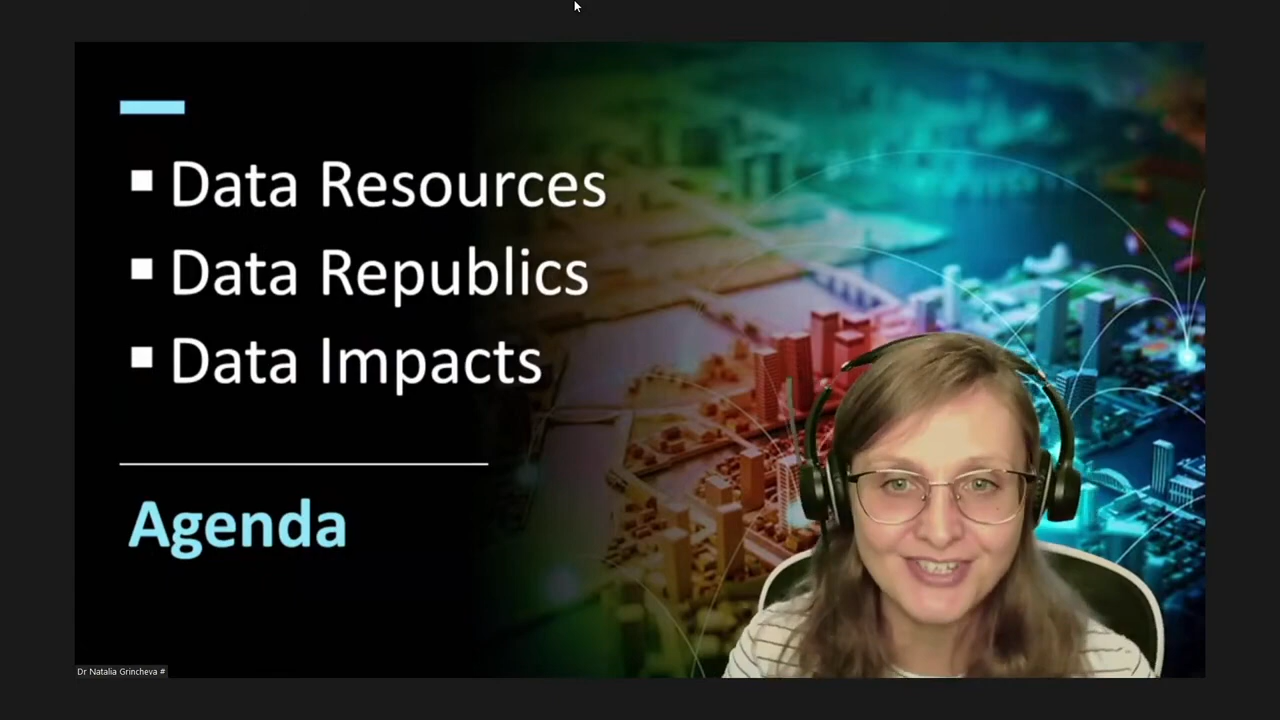 Data Resources
Data Republics
Data Impacts
Agenda
Dr Natalia Grincheva #